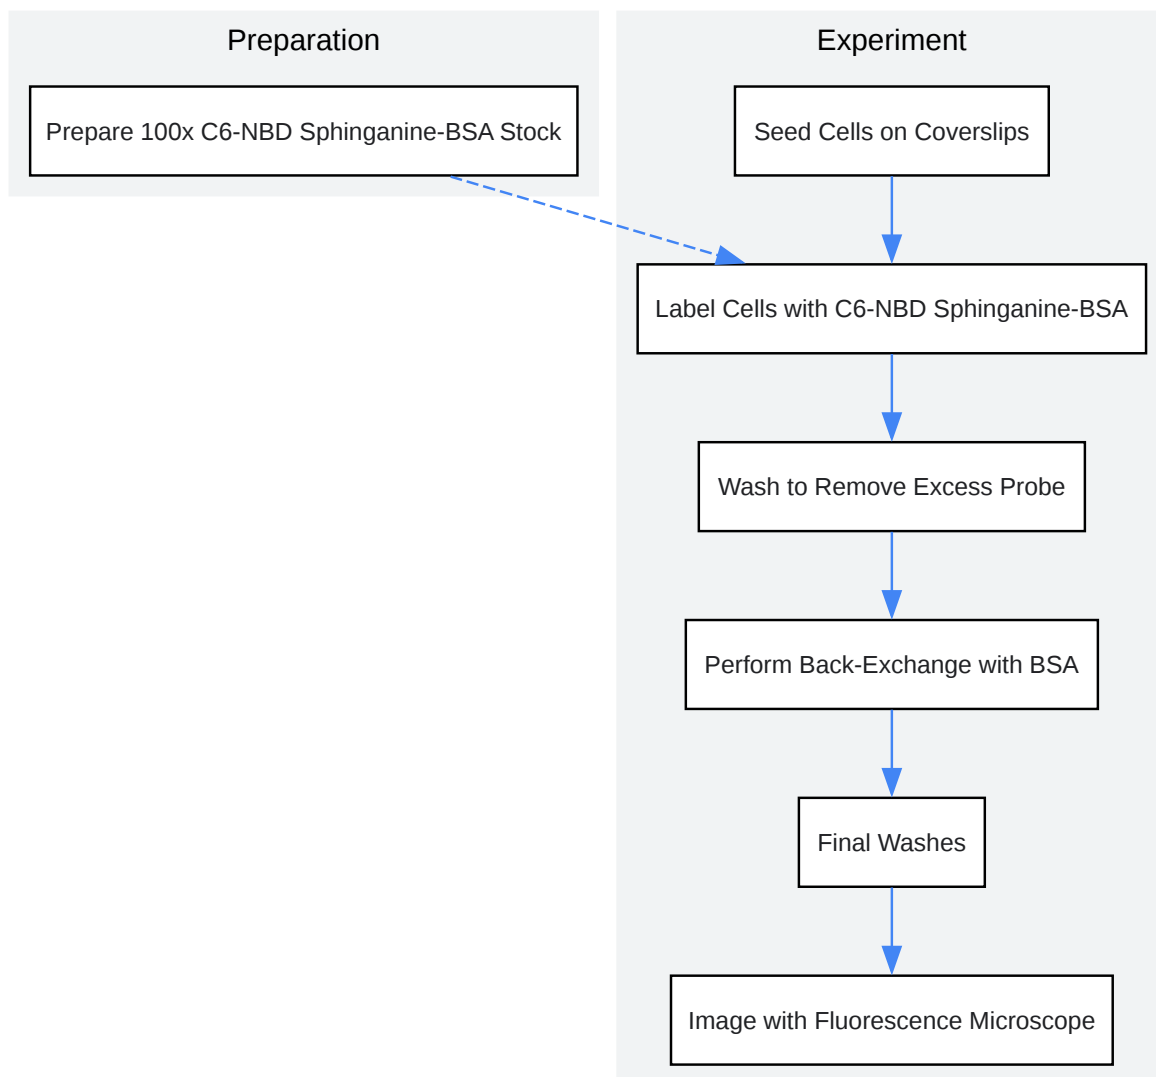 Preparation
Prepare 100x C6-NBD Sphinganine-BSA Stock
Experiment
Seed Cells on Coverslips
Label Cells with C6-NBD Sphinganine-BSA
Wash to Remove Excess Probe
Perform Back-Exchange with BSA
Final Washes
Image with Fluorescence Microscope